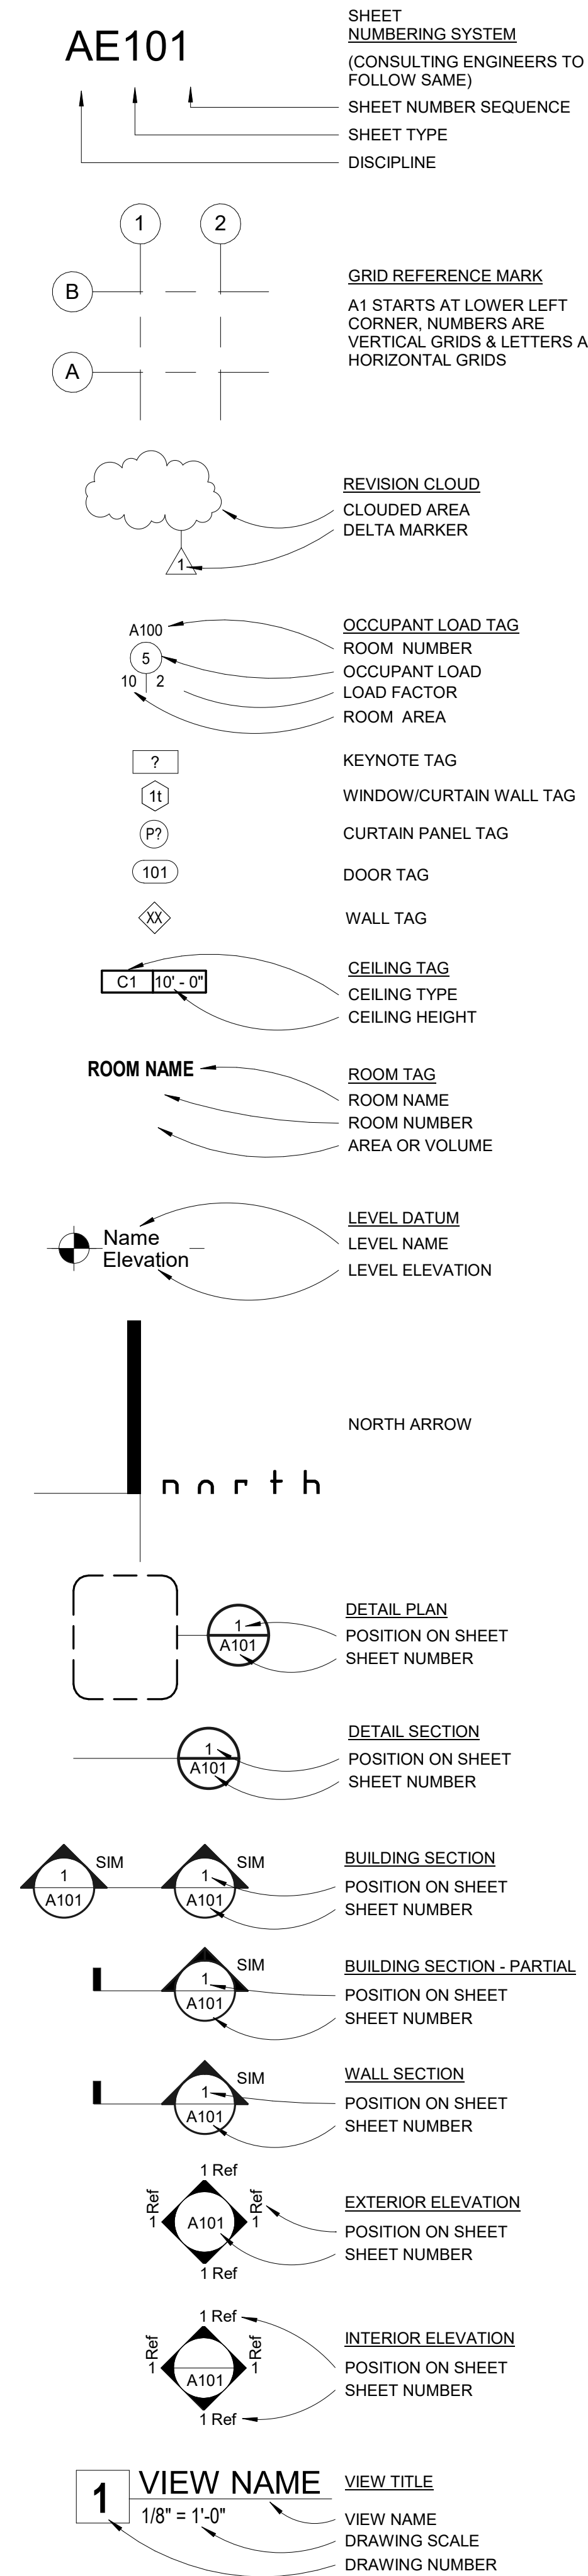 AE101
SHEET
NUMBERING SYSTEM
(CONSULTING ENGINEERS TO
FOLLOW SAME)
SHEET NUMBER SEQUENCE
SHEET TYPE
DISCIPLINE
1
2
B
A
GRID REFERENCE MARK
A1 STARTS AT LOWER LEFT
CORNER, NUMBERS ARE
VERTICAL GRIDS & LETTERS A
HORIZONTAL GRIDS
1
REVISION CLOUD
CLOUDED AREA
DELTA MARKER
A100
5
10 2
OCCUPANT LOAD TAG
ROOM NUMBER
OCCUPANT LOAD
LOAD FACTOR
ROOM AREA
? KEYNOTE TAG
1t WINDOW/CURTAIN WALL TAG
P? CURTAIN PANEL TAG
101 DOOR TAG
XX WALL TAG
C1 10' - 0"
CEILING TAG
CEILING TYPE
CEILING HEIGHT
ROOM NAME
ROOM TAG
ROOM NAME
ROOM NUMBER
AREA OR VOLUME
Name
Elevation
LEVEL DATUM
LEVEL NAME
LEVEL ELEVATION
north
NORTH ARROW
1
A101
DETAIL PLAN
POSITION ON SHEET
SHEET NUMBER
1
A101
DETAIL SECTION
POSITION ON SHEET
SHEET NUMBER
1 SIM
A101
1 SIM
A101
BUILDING SECTION
POSITION ON SHEET
SHEET NUMBER
1 SIM
A101
BUILDING SECTION - PARTIAL
POSITION ON SHEET
SHEET NUMBER
1 SIM
A101
WALL SECTION
POSITION ON SHEET
SHEET NUMBER
1 Ref
1 Ref
A101
1 Ref
1 Ref
EXTERIOR ELEVATION
POSITION ON SHEET
SHEET NUMBER
1 Ref
1 Ref
A101
1 Ref
1 Ref
INTERIOR ELEVATION
POSITION ON SHEET
SHEET NUMBER
1
VIEW NAME
1/8" = 1'-0"
VIEW TITLE
VIEW NAME
DRAWING SCALE
DRAWING NUMBER